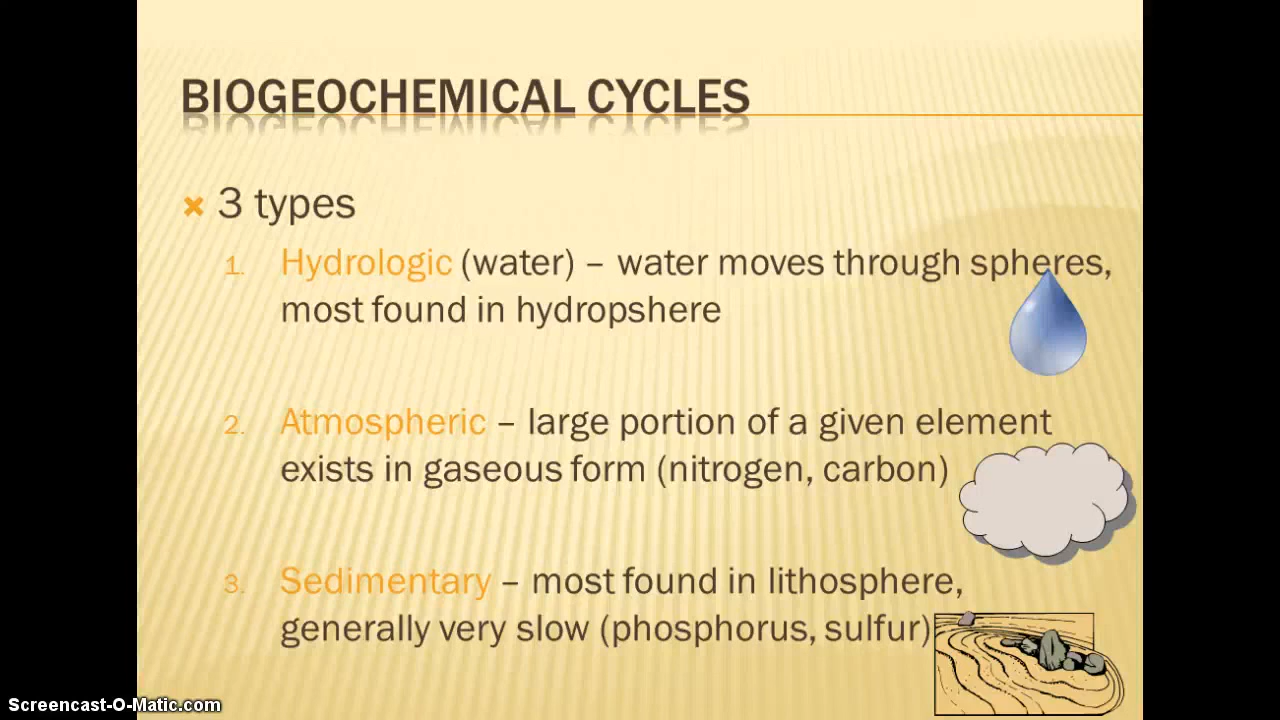 BIOGEOCHEMICAL CYCLES
3 types
1. Hydrologic (water) – water moves through spheres,
most found in hydropshere
2. Atmospheric – large portion of a given element
exists in gaseous form (nitrogen, carbon)
3. Sedimentary – most found in lithosphere,
generally very slow (phosphorus, sulfur)
Screencast-O-Matic.com